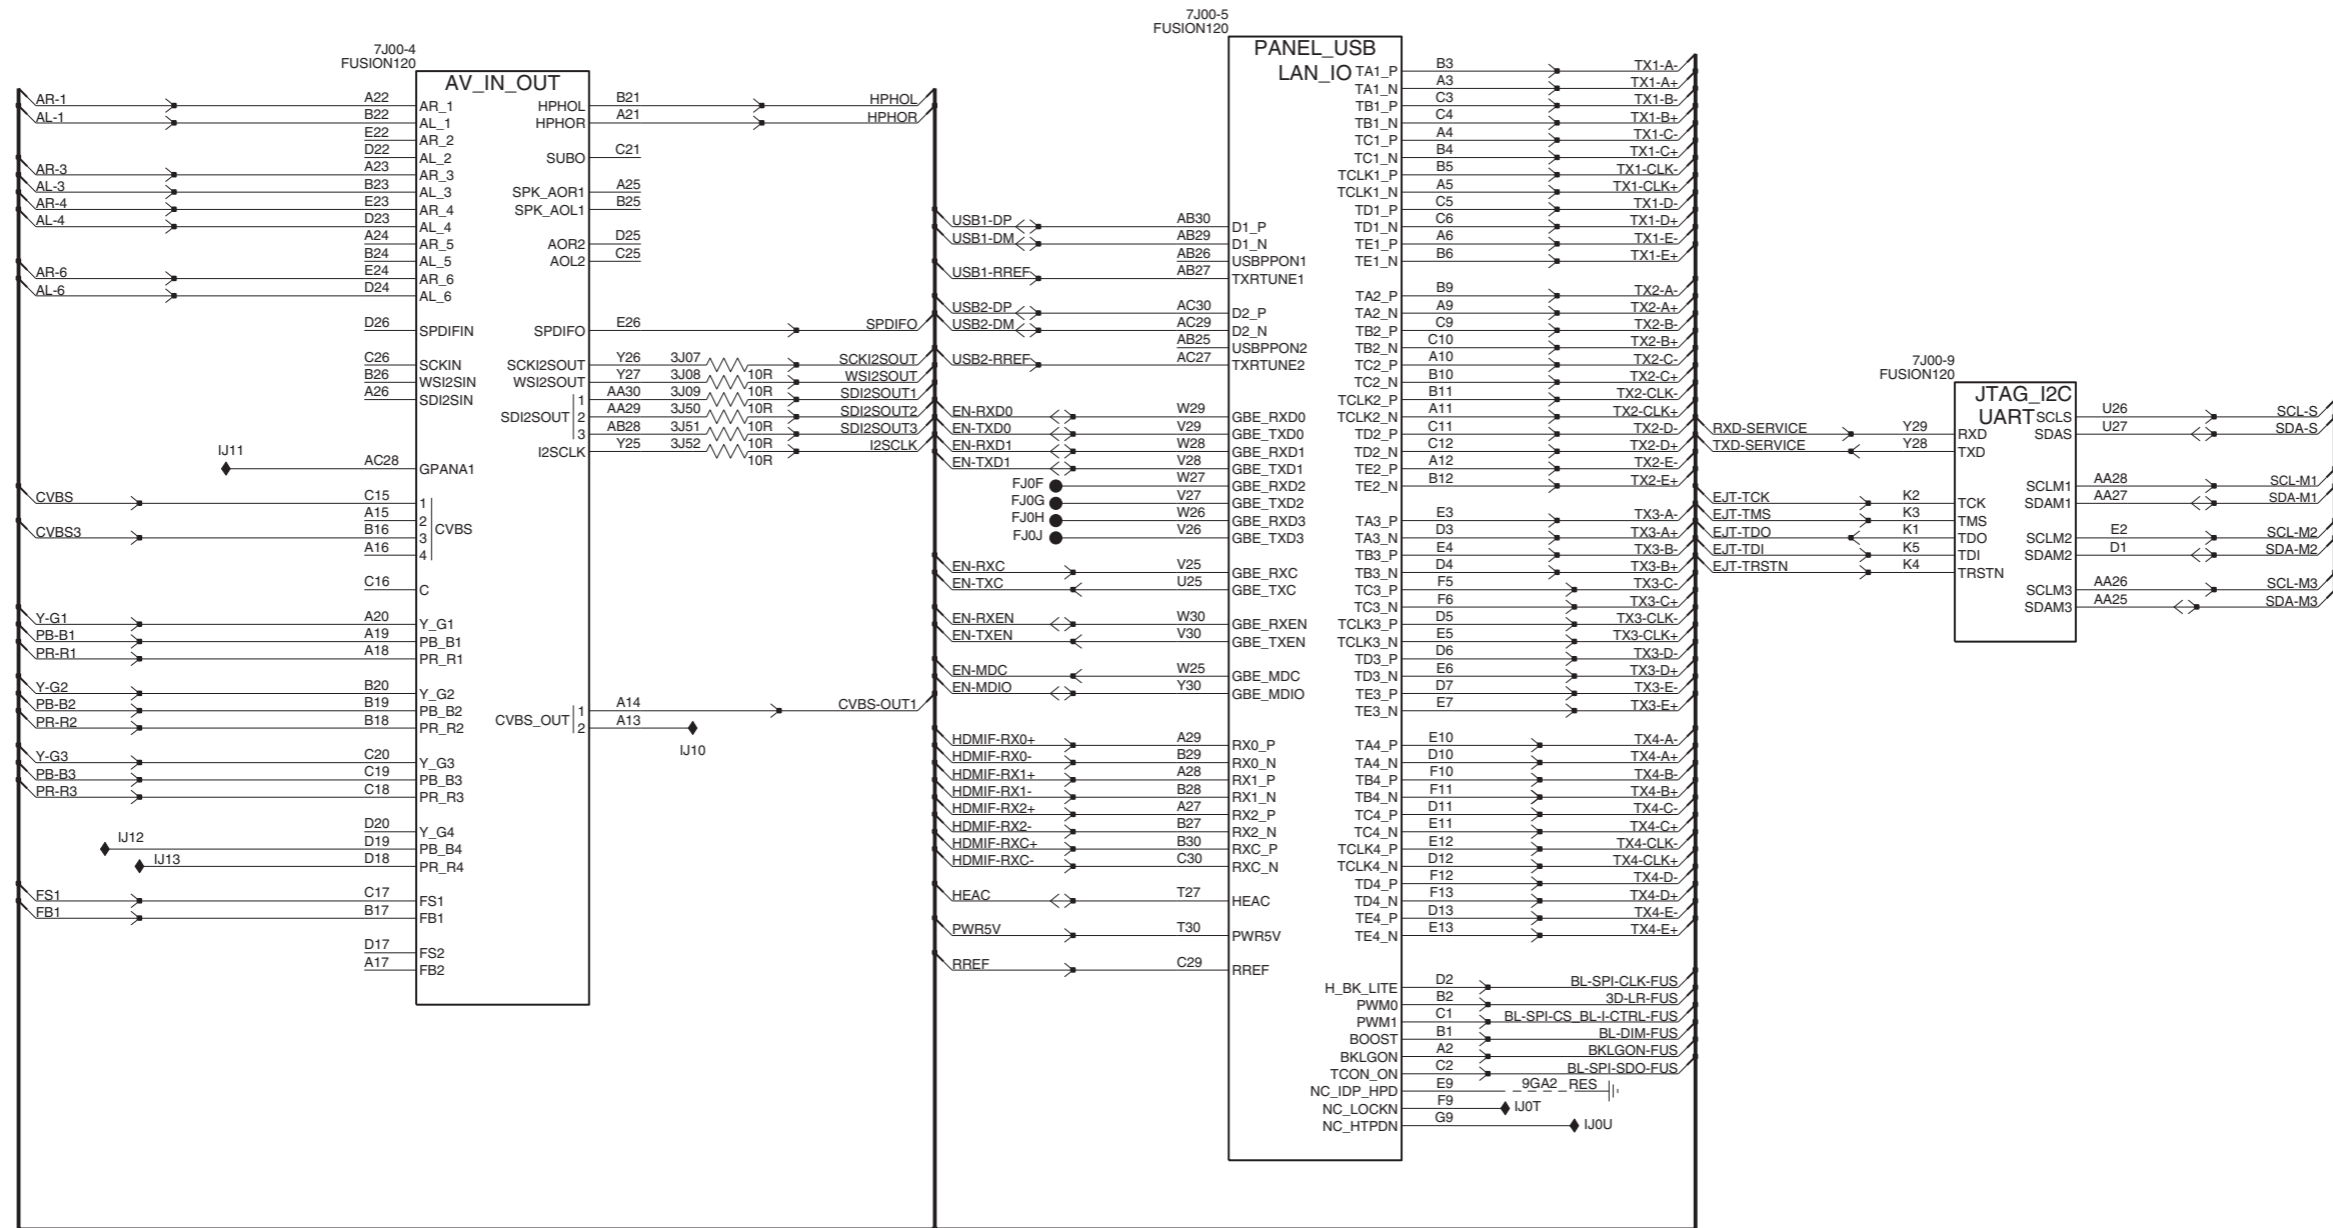 7J00-4
FUSION120
AV_IN_OUT
AR-1 A22 AR_1
AL-1 B22 AL_1
E22 AR_2
D22 AL_2
AR-3 A23 AR_3
AL-3 B23 AL_3
AR-4 E23 AR_4
AL-4 D23 AL_4
A24 AR_5
B24 AL_5
AR-6 E24 AR_6
AL-6 D24 AL_6
D26 SPDIFIN
C26 SCKIN
B26 WSI2SIN
A26 SDI2SIN
IJ11 AC28 GPANA1
CVBS C15 1
A15 2 CVBS
CVBS3 B16 3
A16 4
C16 C
Y-G1 A20 Y_G1
PB-B1 A19 PB_B1
PR-R1 A18 PR_R1
Y-G2 B20 Y_G2
PB-B2 B19 PB_B2
PR-R2 B18 PR_R2
Y-G3 C20 Y_G3
PB-B3 C19 PB_B3
PR-R3 C18 PR_R3
D20 Y_G4
IJ12 D19 PB_B4
IJ13 D18 PR_R4
FS1 C17 FS1
FB1 B17 FB1
D17 FS2
A17 FB2
HPHOL B21 HPHOL
HPHOR A21 HPHOR
SUBO C21
SPK_AOR1 A25
SPK_AOL1 B25
AOR2 D25
AOL2 C25
SPDIFO E26 SPDIFO
SCKI2SOUT Y26 3J07 10R SCKI2SOUT
WSI2SOUT Y27 3J08 10R WSI2SOUT
1 AA30 3J09 10R SDI2SOUT1
SDI2SOUT 2 AA29 3J50 10R SDI2SOUT2
3 AB28 3J51 10R SDI2SOUT3
I2SCLK Y25 3J52 10R I2SCLK
CVBS_OUT 1 A14 CVBS-OUT1
2 A13 IJ10
7J00-5
FUSION120
PANEL_USB
LAN_IO
USB1-DP AB30 D1_P
USB1-DM AB29 D1_N
AB26 USBPPON1
USB1-RREF AB27 TXRTUNE1
USB2-DP AC30 D2_P
USB2-DM AC29 D2_N
AB25 USBPPON2
USB2-RREF AC27 TXRTUNE2
EN-RXD0 W29 GBE_RXD0
EN-TXD0 V29 GBE_TXD0
EN-RXD1 W28 GBE_RXD1
EN-TXD1 V28 GBE_TXD1
FJ0F W27 GBE_RXD2
FJ0G V27 GBE_TXD2
FJ0H W26 GBE_RXD3
FJ0J V26 GBE_TXD3
EN-RXC V25 GBE_RXC
EN-TXC U25 GBE_TXC
EN-RXEN W30 GBE_RXEN
EN-TXEN V30 GBE_TXEN
EN-MDC W25 GBE_MDC
EN-MDIO Y30 GBE_MDIO
HDMIF-RX0+ A29 RX0_P
HDMIF-RX0- B29 RX0_N
HDMIF-RX1+ A28 RX1_P
HDMIF-RX1- B28 RX1_N
HDMIF-RX2+ A27 RX2_P
HDMIF-RX2- B27 RX2_N
HDMIF-RXC+ B30 RXC_P
HDMIF-RXC- C30 RXC_N
HEAC T27 HEAC
PWR5V T30 PWR5V
RREF C29 RREF
TA1_P B3 TX1-A-
TA1_N A3 TX1-A+
TB1_P C3 TX1-B-
TB1_N C4 TX1-B+
TC1_P A4 TX1-C-
TC1_N B4 TX1-C+
TCLK1_P B5 TX1-CLK-
TCLK1_N A5 TX1-CLK+
TD1_P C5 TX1-D-
TD1_N C6 TX1-D+
TE1_P A6 TX1-E-
TE1_N B6 TX1-E+
TA2_P B9 TX2-A-
TA2_N A9 TX2-A+
TB2_P C9 TX2-B-
TB2_N C10 TX2-B+
TC2_P A10 TX2-C-
TC2_N B10 TX2-C+
TCLK2_P B11 TX2-CLK-
TCLK2_N A11 TX2-CLK+
TD2_P C11 TX2-D-
TD2_N C12 TX2-D+
TE2_P A12 TX2-E-
TE2_N B12 TX2-E+
TA3_P E3 TX3-A-
TA3_N D3 TX3-A+
TB3_P E4 TX3-B-
TB3_N D4 TX3-B+
TC3_P F5 TX3-C-
TC3_N F6 TX3-C+
TCLK3_P D5 TX3-CLK-
TCLK3_N E5 TX3-CLK+
TD3_P D6 TX3-D-
TD3_N E6 TX3-D+
TE3_P D7 TX3-E-
TE3_N E7 TX3-E+
TA4_P E10 TX4-A-
TA4_N D10 TX4-A+
TB4_P F10 TX4-B-
TB4_N F11 TX4-B+
TC4_P D11 TX4-C-
TC4_N E11 TX4-C+
TCLK4_P E12 TX4-CLK-
TCLK4_N D12 TX4-CLK+
TD4_P F12 TX4-D-
TD4_N F13 TX4-D+
TE4_P D13 TX4-E-
TE4_N E13 TX4-E+
H_BK_LITE D2 BL-SPI-CLK-FUS
PWM0 B2 3D-LR-FUS
PWM1 C1 BL-SPI-CS_BL-I-CTRL-FUS
BOOST B1 BL-DIM-FUS
BKLGON A2 BKLGON-FUS
TCON_ON C2 BL-SPI-SDO-FUS
NC_IDP_HPD E9 9GA2 RES
NC_LOCKN F9 IJ0T
NC_HTPDN G9 IJ0U
7J00-9
FUSION120
JTAG_I2C
UART
RXD-SERVICE Y29 RXD
TXD-SERVICE Y28 TXD
EJT-TCK K2 TCK
EJT-TMS K3 TMS
EJT-TDO K1 TDO
EJT-TDI K5 TDI
EJT-TRSTN K4 TRSTN
SCLS U26 SCL-S
SDAS U27 SDA-S
SCLM1 AA28 SCL-M1
SDAM1 AA27 SDA-M1
SCLM2 E2 SCL-M2
SDAM2 D1 SDA-M2
SCLM3 AA26 SCL-M3
SDAM3 AA25 SDA-M3